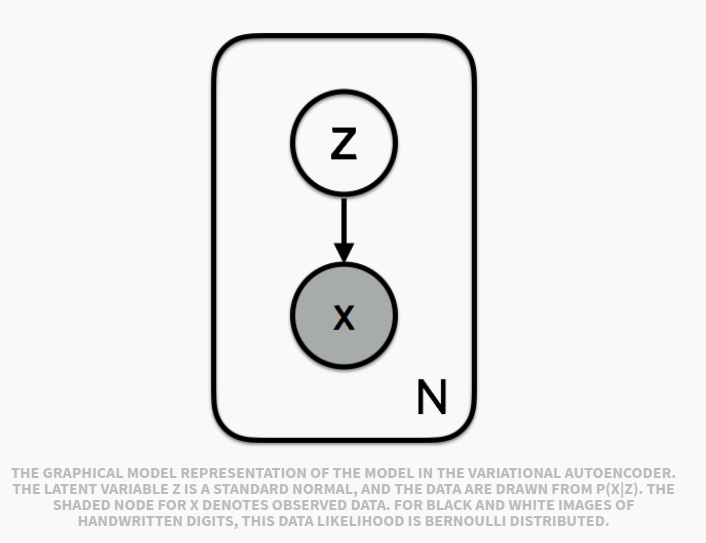 Z
X
N
THE GRAPHICAL MODEL REPRESENTATION OF THE MODEL IN THE VARIATIONAL AUTOENCODER.
THE LATENT VARIABLE Z IS A STANDARD NORMAL, AND THE DATA ARE DRAWN FROM P(X|Z). THE
SHADED NODE FOR X DENOTES OBSERVED DATA. FOR BLACK AND WHITE IMAGES OF
HANDWRITTEN DIGITS, THIS DATA LIKELIHOOD IS BERNOULLI DISTRIBUTED.